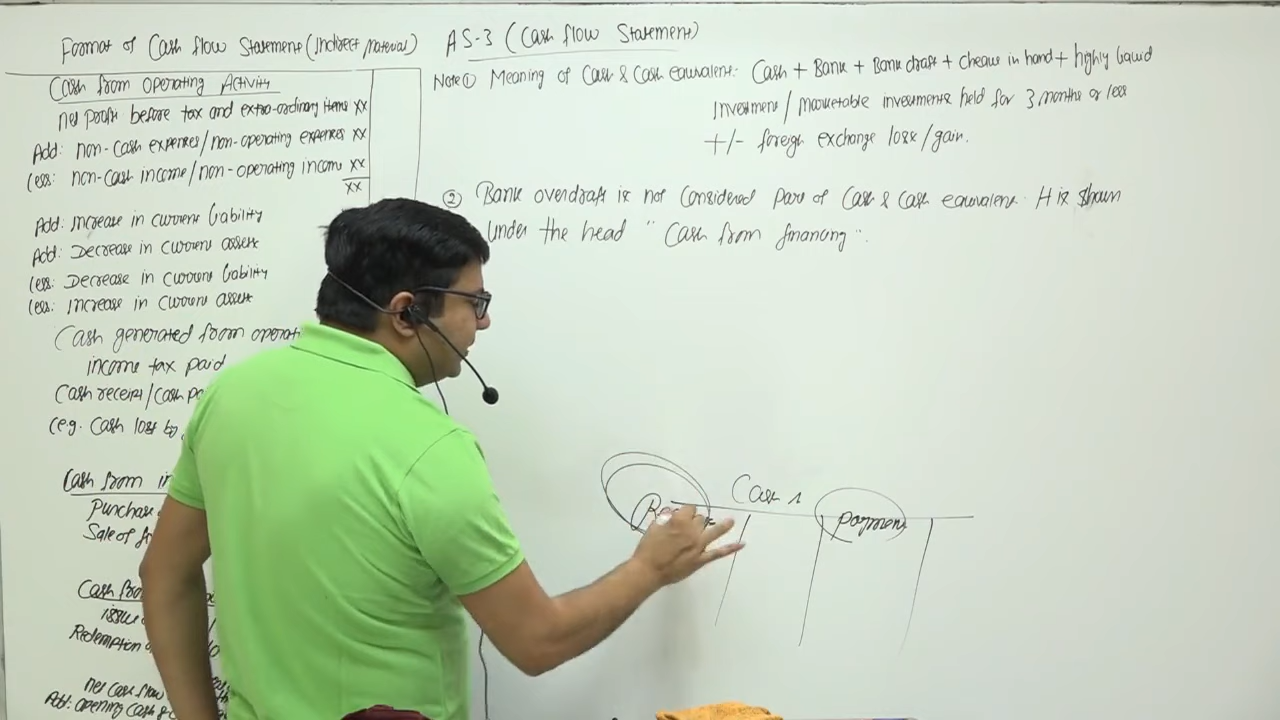 Format of Cash flow Statement (Indirect Material)
Cash from Operating Activity
Net profit before tax and extra-ordinary items xx
Add: non-cash expenses/non-operating expenses xx
Less: non-cash income/non-operating income xx
xx
Add: Increase in current liability
Add: Decrease in current assets
Less: Decrease in current liability
Less: Increase in current assets
Cash generated from operati
income tax paid
Cash receipt/Cash pa
(e.g. Cash lost by
Cash from in
Purchase
Sale of
Cash fro
issue
Redemption
Net Cash flow
Add: opening Cash &
AS-3 (Cash flow Statement)
Note ① Meaning of Cash & Cash equivalent: Cash + Bank + Bank draft + cheque in hand + highly liquid
Investment / marketable investments held for 3 months or less
+/- foreign exchange loss/gain.
② Bank overdraft is not Considered part of Cash & Cash equivalent. It is shown
under the head "Cash from financing".
Cash
Payment